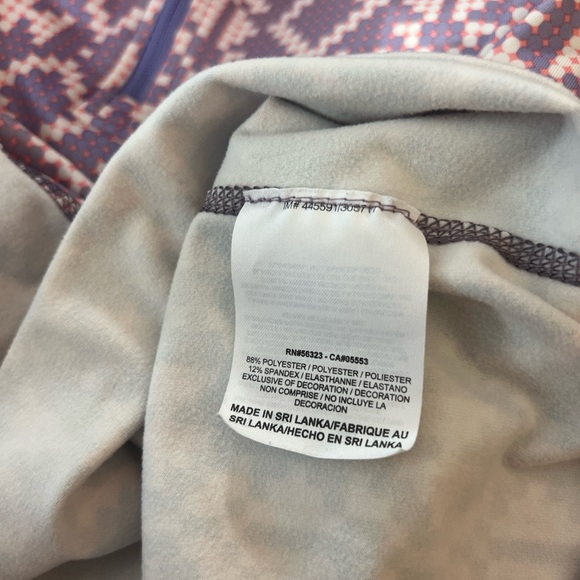 RN#56323 - CA#05553
88% POLYESTER / POLYESTER / POLIESTER
12% SPANDEX / ELASTHANNE / ELASTANO
EXCLUSIVE OF DECORATION / DECORATION
NON COMPRISE / NO INCLUYE LA
DECORACION
MADE IN SRI LANKA/FABRIQUE AU
SRI LANKA/HECHO EN SRI LANKA